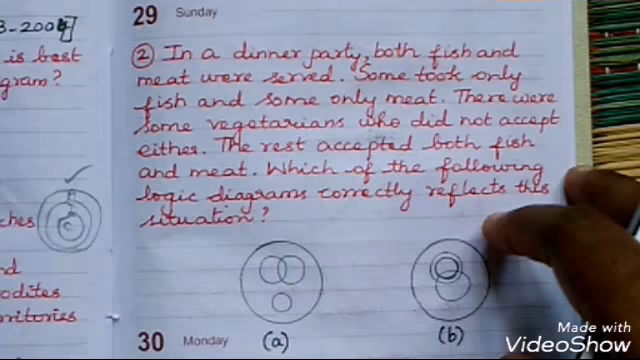 3-2004
is best
gram?
ches
nd
odites
rritories
29 Sunday
② In a dinner party, both fish and
meat were served. Some took only
fish and some only meat. There were
some vegetarians who did not accept
either. The rest accepted both fish
and meat. Which of the following
logic diagrams correctly reflects this
situation?
(a) (b)
30 Monday
Made with
VideoShow